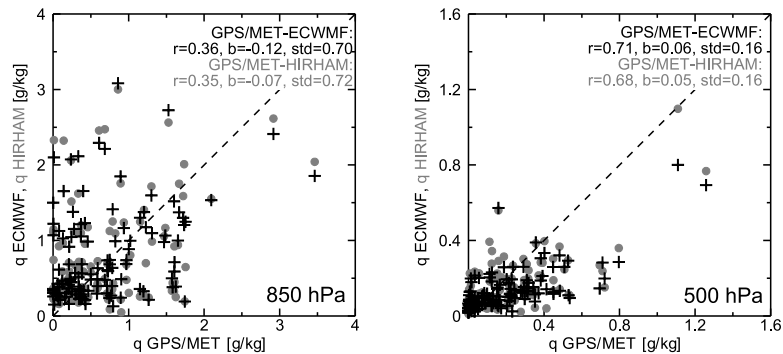 GPS/MET-ECWMF:
r=0.36, b=-0.12, std=0.70
GPS/MET-HIRHAM:
r=0.35, b=-0.07, std=0.72
850 hPa
q ECMWF, q HIRHAM [g/kg]
4
3
2
1
0
0
1
2
3
4
q GPS/MET [g/kg]
GPS/MET-ECWMF:
r=0.71, b=0.06, std=0.16
GPS/MET-HIRHAM:
r=0.68, b=0.05, std=0.16
500 hPa
q ECMWF, q HIRHAM [g/kg]
1.6
1.2
0.8
0.4
0
0.4
0.8
1.2
1.6
q GPS/MET [g/kg]